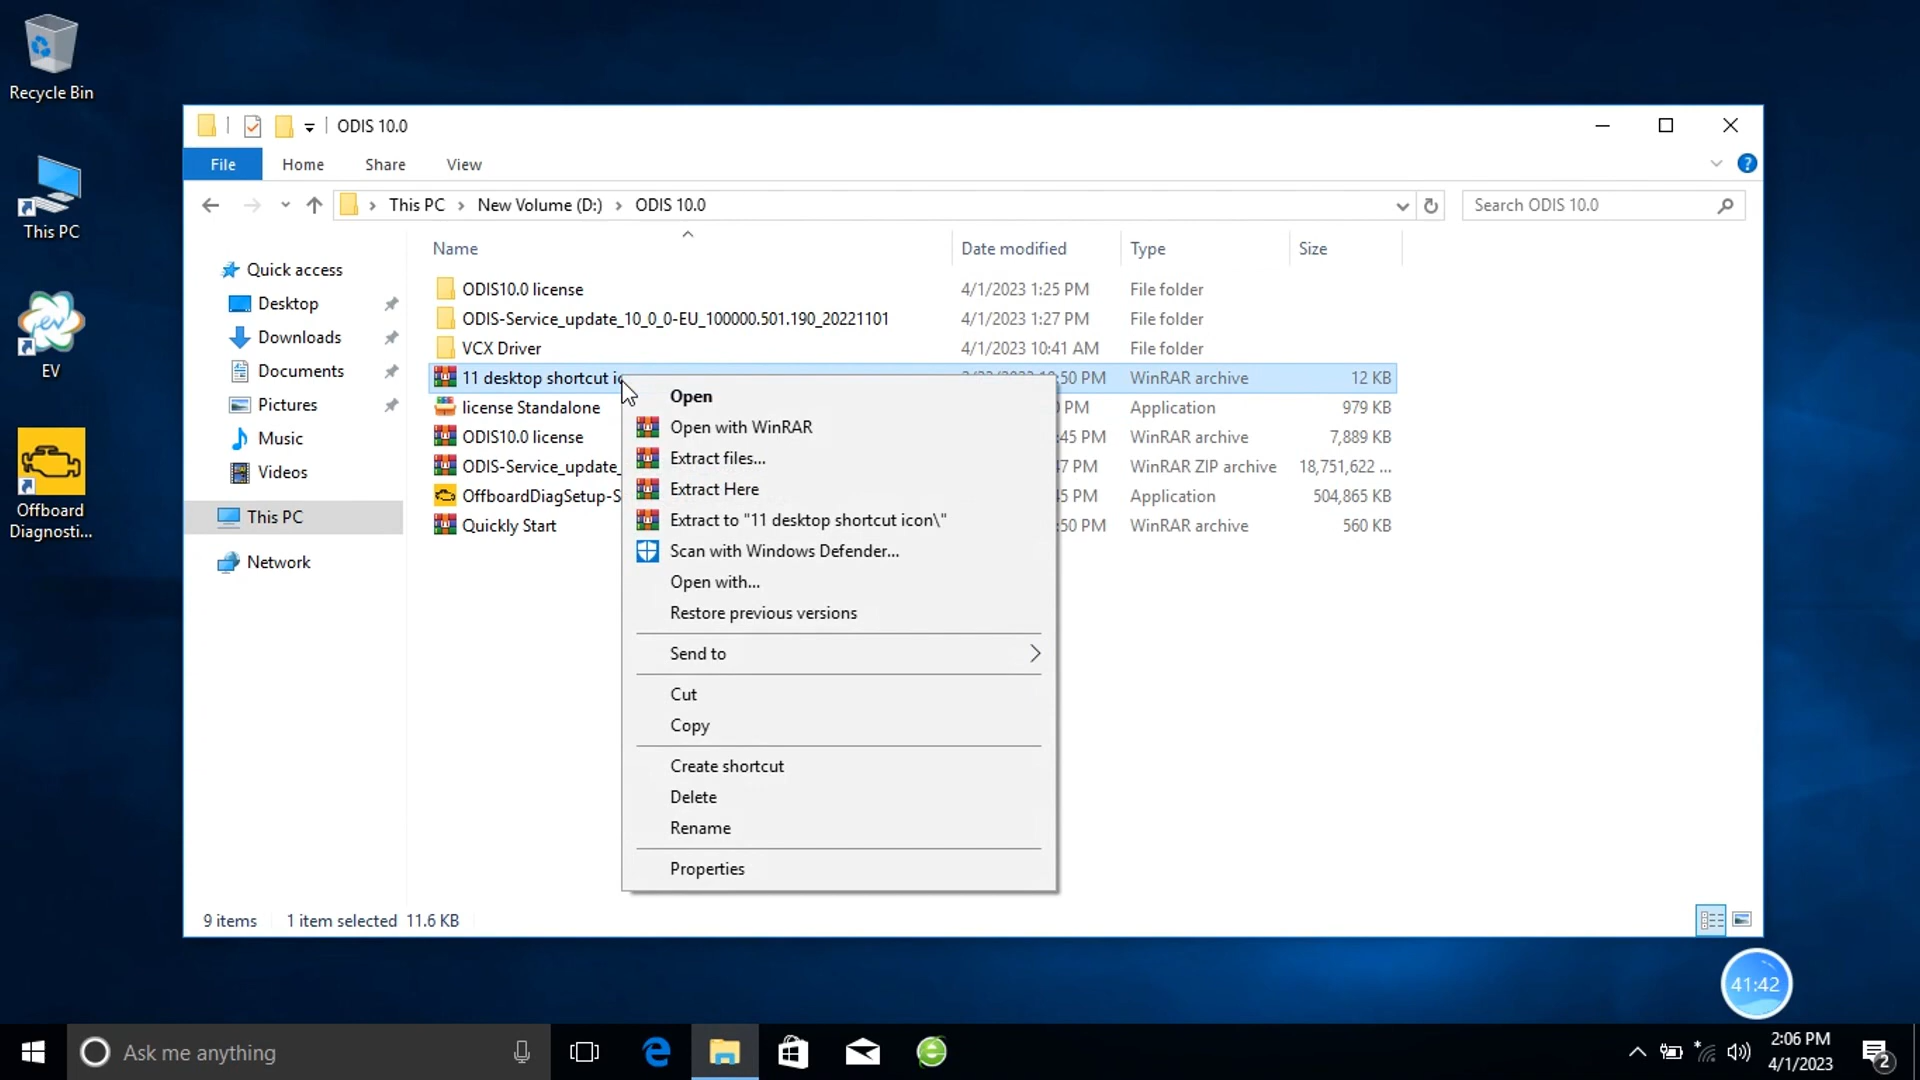 Recycle Bin
This PC
EV
Offboard
Diagnosti...
ODIS 10.0
File Home Share View
This PC New Volume (D:) ODIS 10.0
Search ODIS 10.0
Quick access
Desktop
Downloads
Documents
Pictures
Music
Videos
This PC
Network
Name Date modified Type Size
ODIS10.0 license 4/1/2023 1:25 PM File folder
ODIS-Service_update_10_0_0-EU_100000.501.190_20221101 4/1/2023 1:27 PM File folder
VCX Driver 4/1/2023 10:41 AM File folder
11 desktop shortcut :50 PM WinRAR archive 12 KB
license Standalone PM Application 979 KB
ODIS10.0 license :45 PM WinRAR archive 7,889 KB
ODIS-Service_update_ 47 PM WinRAR ZIP archive 18,751,622 ...
OffboardDiagSetup-S 45 PM Application 504,865 KB
Quickly Start :50 PM WinRAR archive 560 KB
Open
Open with WinRAR
Extract files...
Extract Here
Extract to "11 desktop shortcut icon\"
Scan with Windows Defender...
Open with...
Restore previous versions
Send to
Cut
Copy
Create shortcut
Delete
Rename
Properties
9 items 1 item selected 11.6 KB
41:42
Ask me anything
2:06 PM
4/1/2023
2